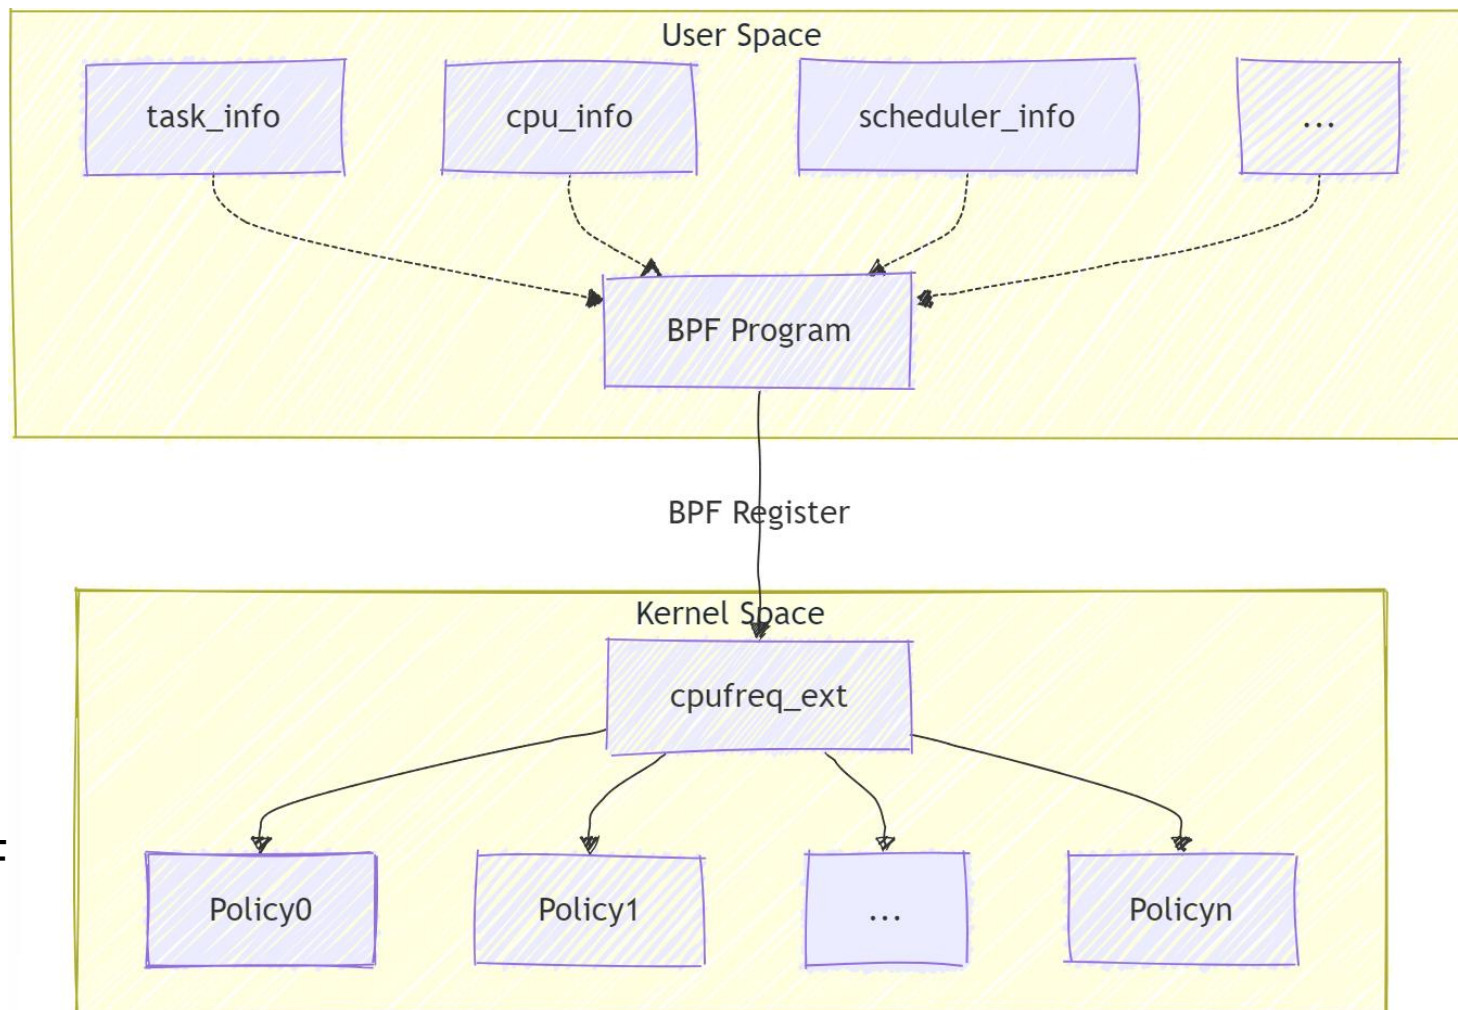 User Space
task_info
cpu_info
scheduler_info
...
BPF Program
BPF Register
Kernel Space
cpufreq_ext
Policy0
Policy1
...
Policyn